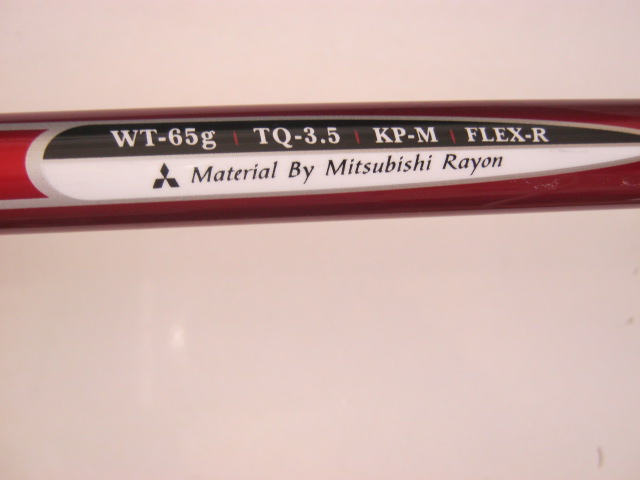 WT-65g | TQ-3.5 | KP-M | FLEX-R
Material By Mitsubishi Rayon